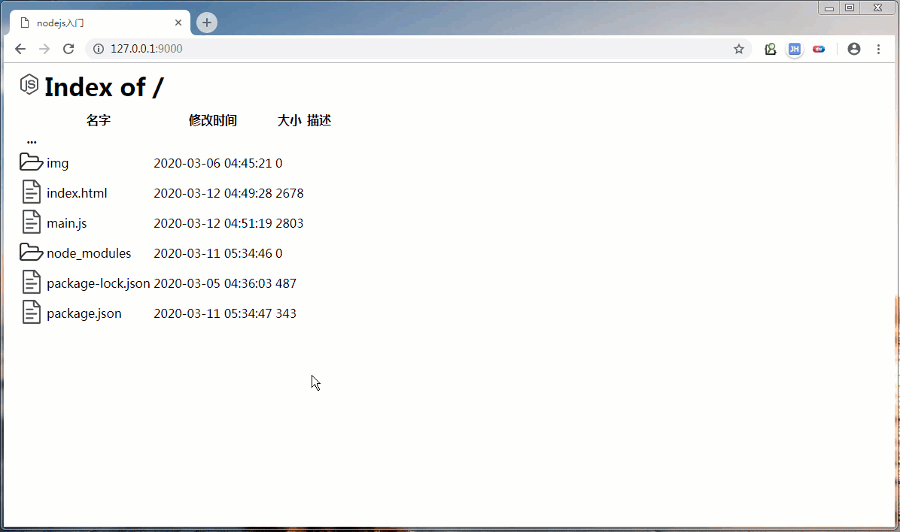 nodejs入门
127.0.0.1:9000
JH
JS Index of /
名字 修改时间 大小 描述
...
img 2020-03-06 04:45:21 0
index.html 2020-03-12 04:49:28 2678
main.js 2020-03-12 04:51:19 2803
node_modules 2020-03-11 05:34:46 0
package-lock.json 2020-03-05 04:36:03 487
package.json 2020-03-11 05:34:47 343